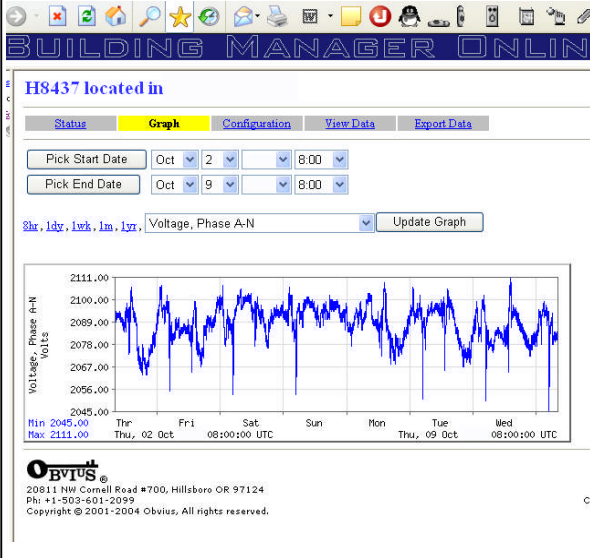 BUILDING MANAGER ONLIN
H8437 located in
Status Graph Configuration View Data Export Data
Pick Start Date Oct 2 8:00
Pick End Date Oct 9 8:00
8hr, 1dy, 1wk, 1m, 1yr, Voltage, Phase A-N Update Graph
Voltage, Phase A-N
Volts
2111.00
2100.00
2089.00
2078.00
2067.00
2056.00
2045.00
Min 2045.00 Thr Fri Sat Sun Mon Tue Wed
Max 2111.00 Thu, 02 Oct 08:00:00 UTC Thu, 09 Oct 08:00:00 UTC
OBVIUS ®
20811 NW Cornell Road #700, Hillsboro OR 97124
Ph: +1-503-601-2099
Copyright © 2001-2004 Obvius, All rights reserved.